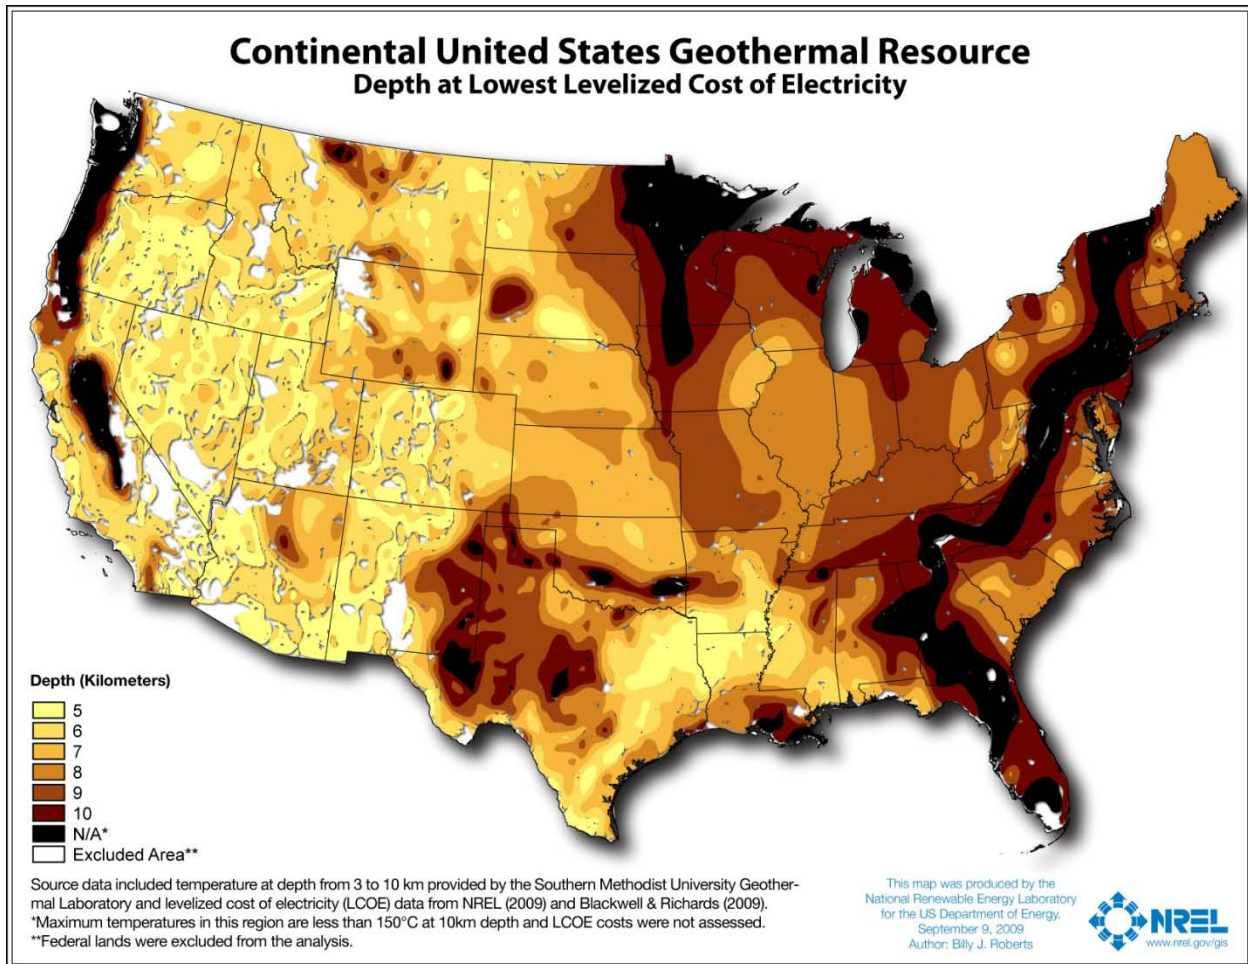 Continental United States Geothermal Resource
Depth at Lowest Levelized Cost of Electricity
Depth (Kilometers)
5
6
7
8
9
10
N/A*
Excluded Area**
Source data included temperature at depth from 3 to 10 km provided by the Southern Methodist University Geother-
mal Laboratory and levelized cost of electricity (LCOE) data from NREL (2009) and Blackwell & Richards (2009).
*Maximum temperatures in this region are less than 150°C at 10km depth and LCOE costs were not assessed.
**Federal lands were excluded from the analysis.
This map was produced by the
National Renewable Energy Laboratory
for the US Department of Energy.
September 9, 2009
Author: Billy J. Roberts
NREL
www.nrel.gov/gis